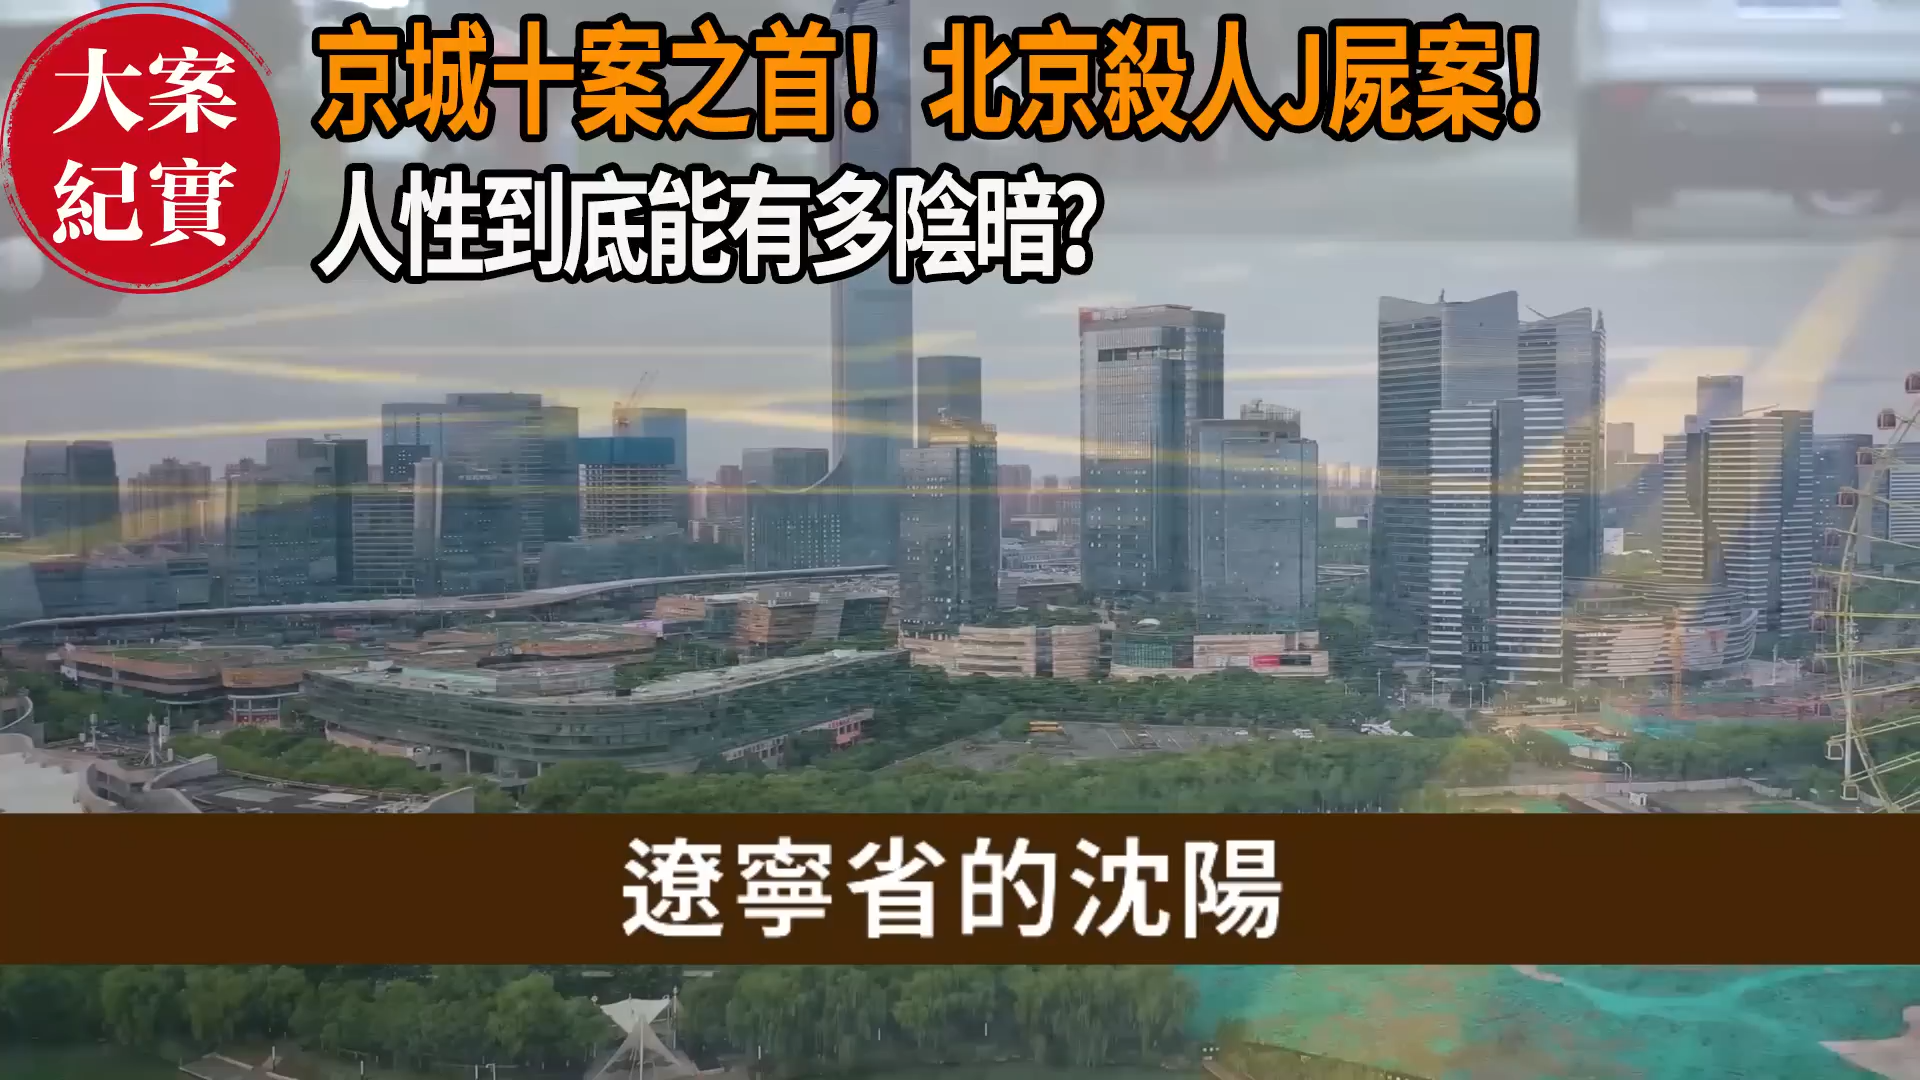 大案
紀實
京城十案之首！北京殺人J屍案！
人性到底能有多陰暗？
遼寧省的沈陽